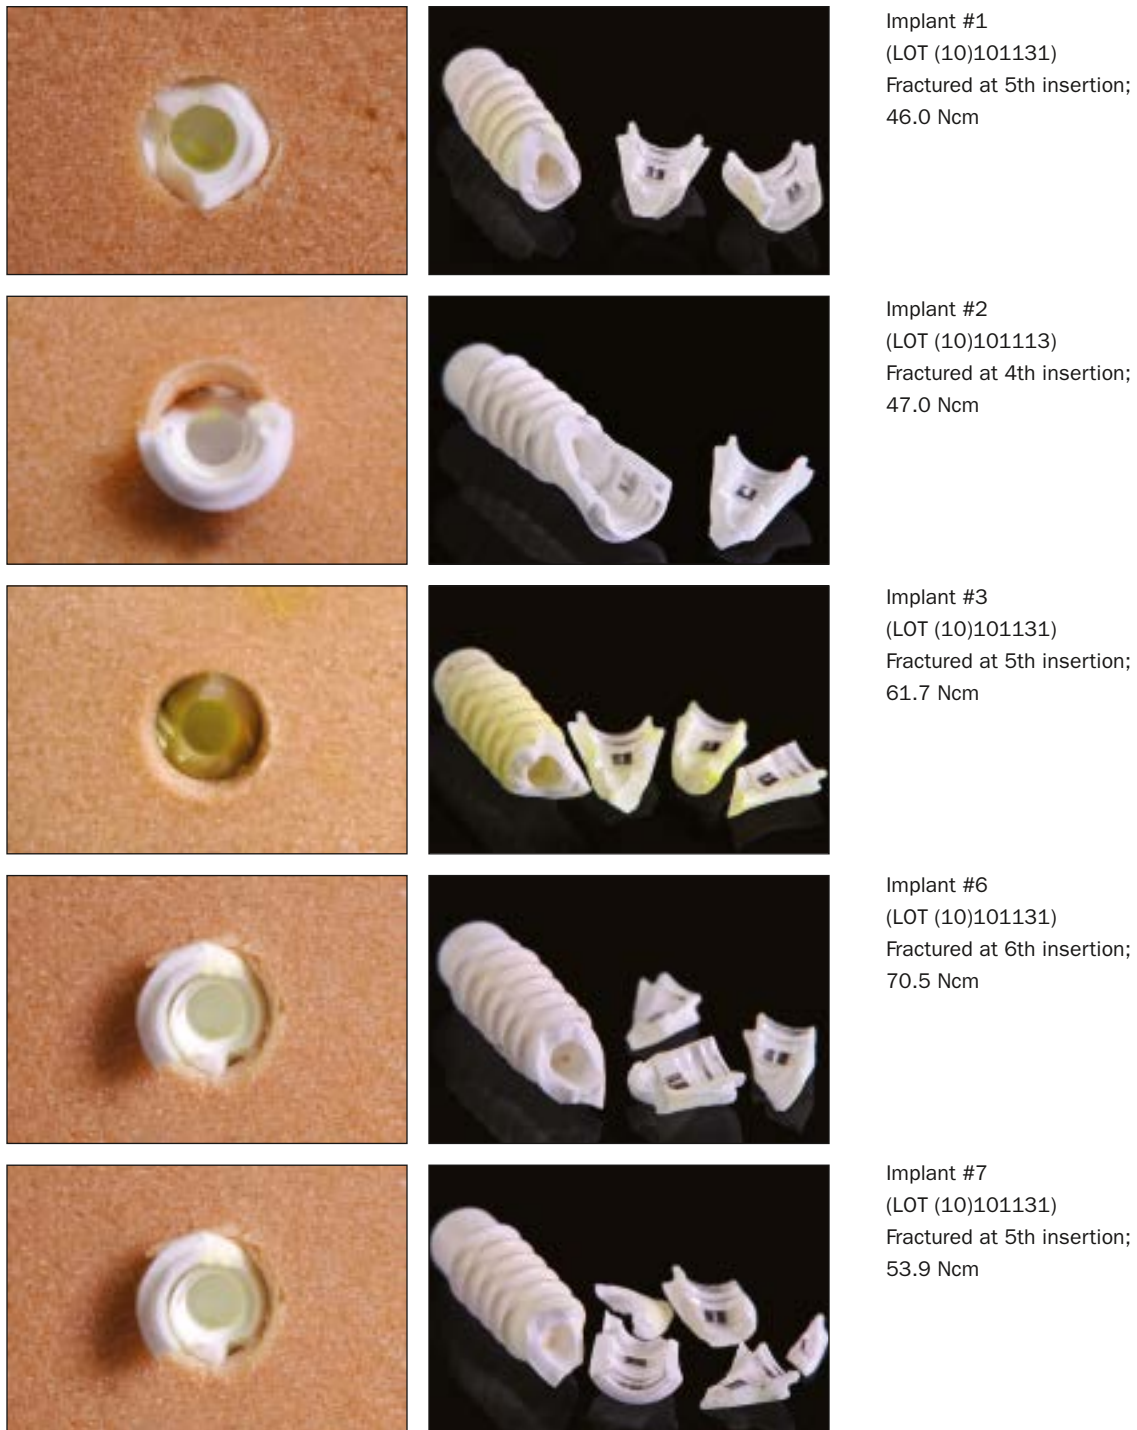 Implant #1
(LOT (10)101131)
Fractured at 5th insertion;
46.0 Ncm
Implant #2
(LOT (10)101113)
Fractured at 4th insertion;
47.0 Ncm
Implant #3
(LOT (10)101131)
Fractured at 5th insertion;
61.7 Ncm
Implant #6
(LOT (10)101131)
Fractured at 6th insertion;
70.5 Ncm
Implant #7
(LOT (10)101131)
Fractured at 5th insertion;
53.9 Ncm